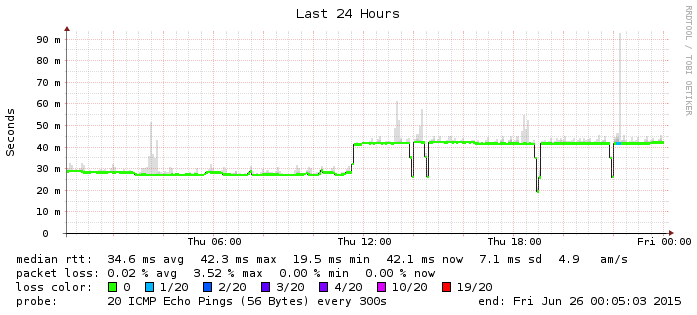 Last 24 Hours
RRDTOOL / TOBI OETIKER
Seconds
90 m
80 m
70 m
60 m
50 m
40 m
30 m
20 m
10 m
0
Thu 06:00 Thu 12:00 Thu 18:00 Fri 00:00
median rtt: 34.6 ms avg 42.3 ms max 19.5 ms min 42.1 ms now 7.1 ms sd 4.9 am/s
packet loss: 0.02 % avg 3.52 % max 0.00 % min 0.00 % now
loss color: 0 1/20 2/20 3/20 4/20 10/20 19/20
probe: 20 ICMP Echo Pings (56 Bytes) every 300s end: Fri Jun 26 00:05:03 2015